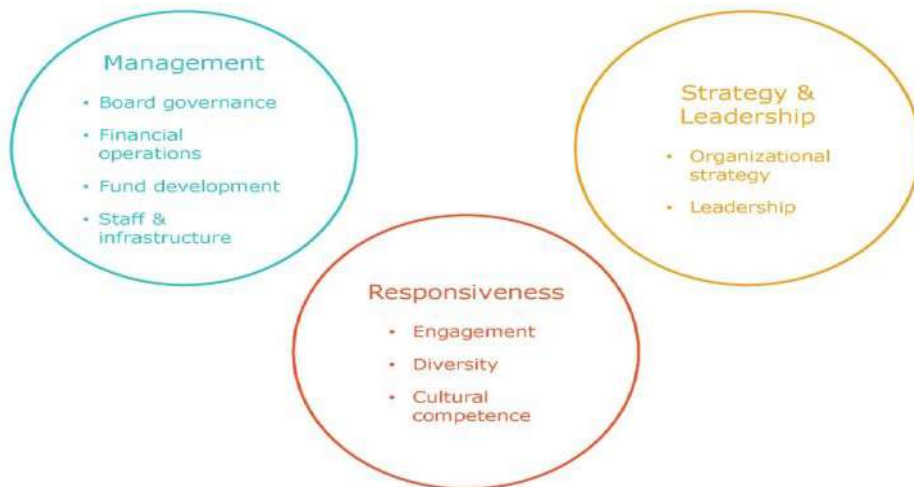 Management
• Board governance
• Financial
operations
• Fund development
• Staff &
infrastructure
Strategy &
Leadership
• Organizational
strategy
• Leadership
Responsiveness
• Engagement
• Diversity
• Cultural
competence